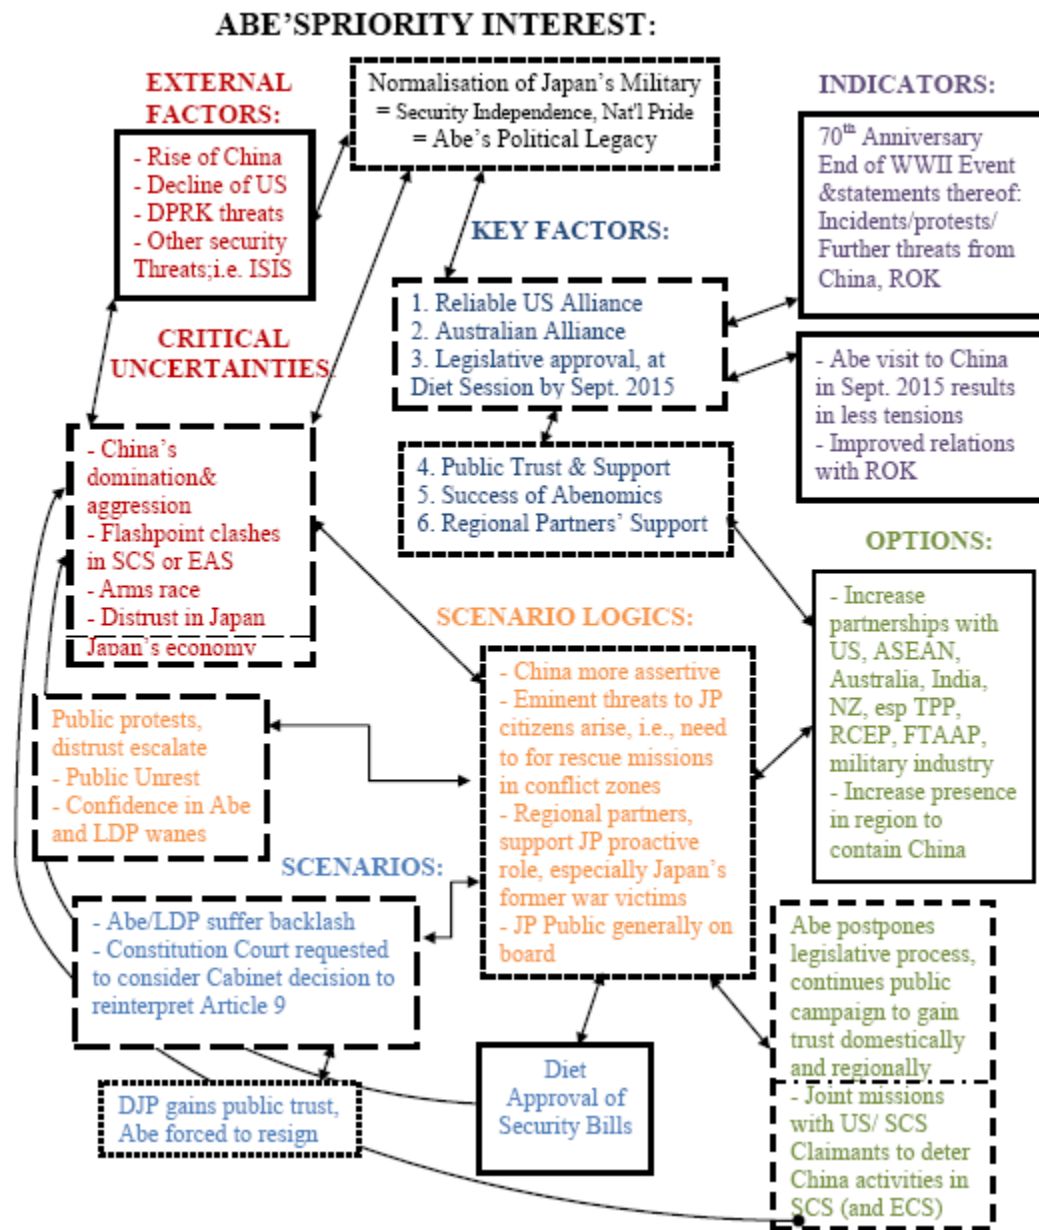 ABE'SPRIORITY INTEREST:
EXTERNAL
FACTORS:
- Rise of China
- Decline of US
- DPRK threats
- Other security
Threats;i.e. ISIS
Normalisation of Japan's Military
= Security Independence, Nat'l Pride
= Abe's Political Legacy
INDICATORS:
70th Anniversary
End of WWII Event
&statements thereof:
Incidents/protests/
Further threats from
China, ROK
KEY FACTORS:
1. Reliable US Alliance
2. Australian Alliance
3. Legislative approval, at
Diet Session by Sept. 2015
- Abe visit to China
in Sept. 2015 results
in less tensions
- Improved relations
with ROK
CRITICAL
UNCERTAINTIES
- China's
domination&
aggression
- Flashpoint clashes
in SCS or EAS
- Arms race
- Distrust in Japan
Japan's economy
4. Public Trust & Support
5. Success of Abenomics
6. Regional Partners' Support
OPTIONS:
- Increase
partnerships with
US, ASEAN,
Australia, India,
NZ, esp TPP,
RCEP, FTAAP,
military industry
- Increase presence
in region to
contain China
SCENARIO LOGICS:
- China more assertive
- Eminent threats to JP
citizens arise, i.e., need
to for rescue missions
in conflict zones
- Regional partners,
support JP proactive
role, especially Japan's
former war victims
- JP Public generally on
board
Public protests,
distrust escalate
- Public Unrest
- Confidence in Abe
and LDP wanes
SCENARIOS:
- Abe/LDP suffer backlash
- Constitution Court requested
to consider Cabinet decision to
reinterpret Article 9
Abe postpones
legislative process,
continues public
campaign to gain
trust domestically
and regionally
- Joint missions
with US/ SCS
Claimants to deter
China activities in
SCS (and ECS)
DJP gains public trust,
Abe forced to resign
Diet
Approval of
Security Bills